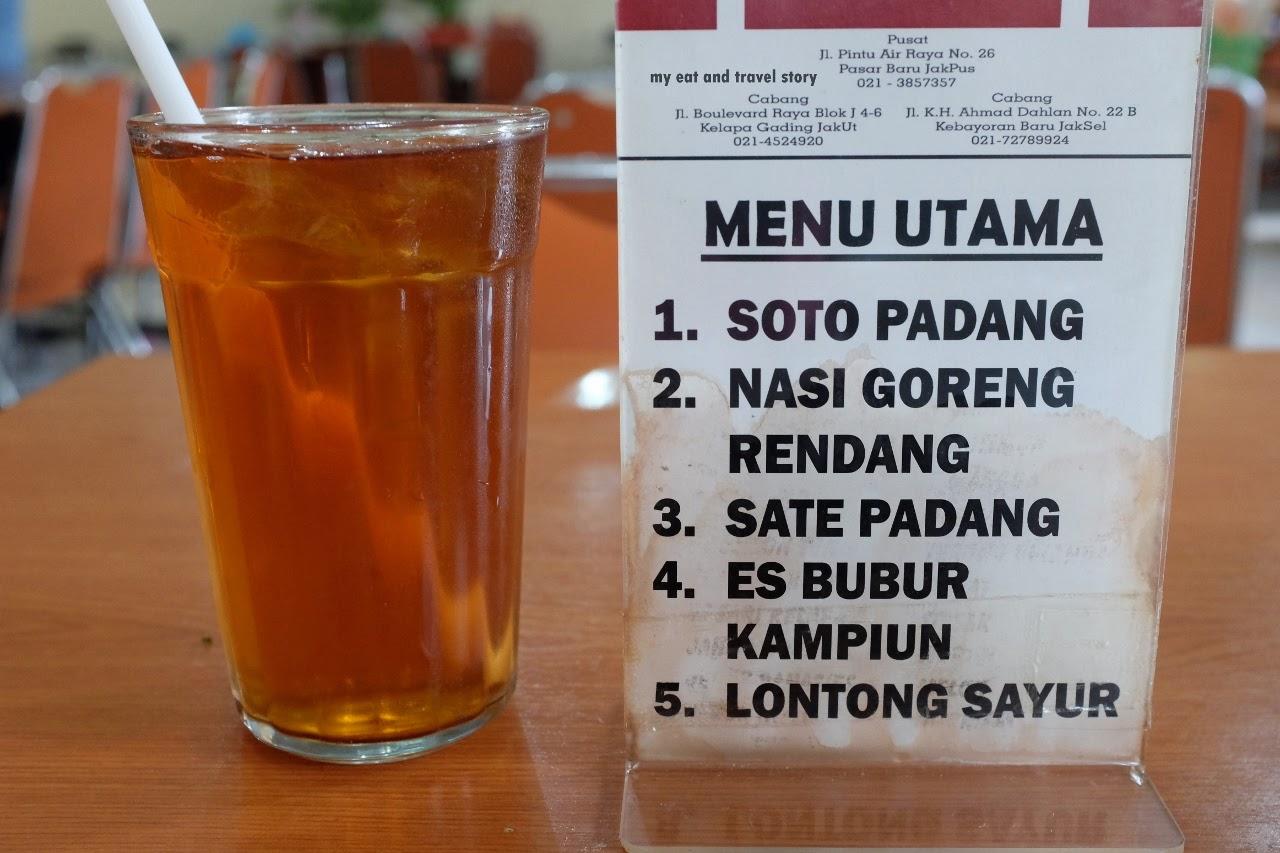 Pusat
Jl. Pintu Air Raya No. 26
Pasar Baru JakPus
021 - 3857357
my eat and travel story
Cabang
Jl. Boulevard Raya Blok J 4-6
Kelapa Gading JakUt
021-4524920
Cabang
Jl. K.H. Ahmad Dahlan No. 22 B
Kebayoran Baru JakSel
021-72789924
MENU UTAMA
1. SOTO PADANG
2. NASI GORENG
RENDANG
3. SATE PADANG
4. ES BUBUR
KAMPIUN
5. LONTONG SAYUR